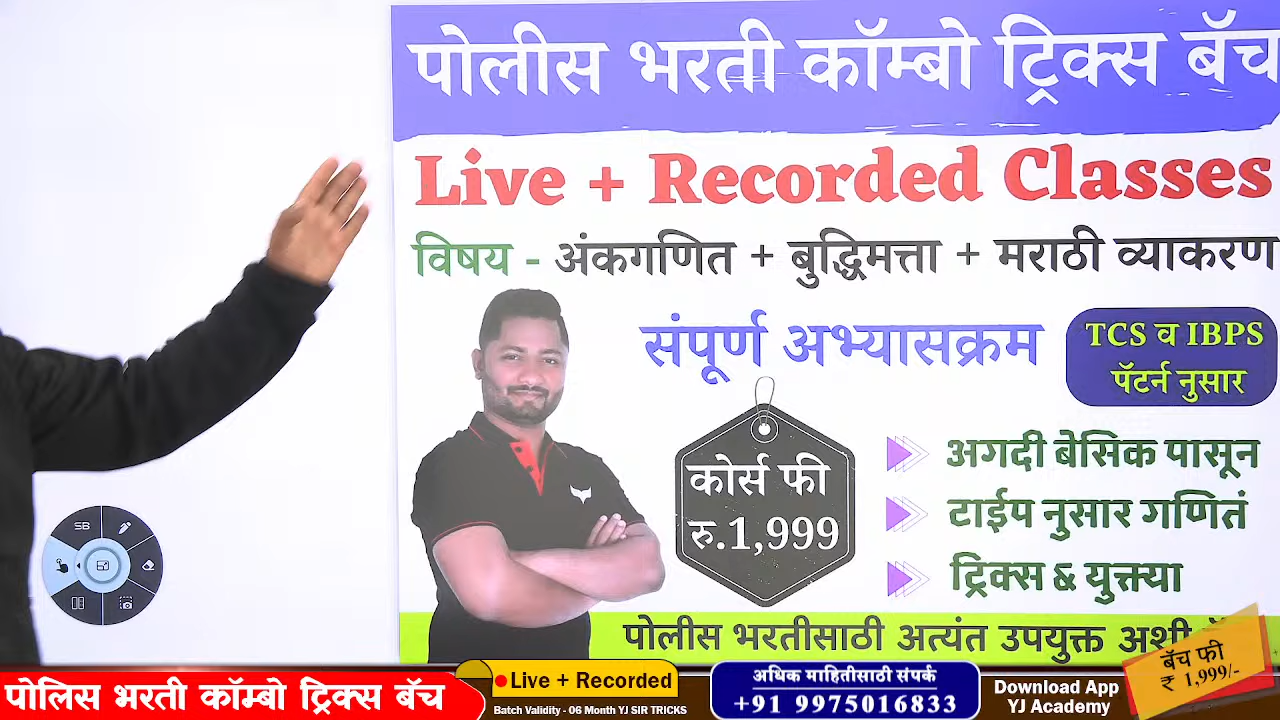 पोलीस भरती कॉम्बो ट्रिक्स बॅच
Live + Recorded Classes
विषय - अंकगणित + बुद्धिमत्ता + मराठी व्याकरण
संपूर्ण अभ्यासक्रम
TCS व IBPS
पॅटर्न नुसार
कोर्स फी
रु.1,999
अगदी बेसिक पासून
टाईप नुसार गणितं
ट्रिक्स & युक्त्या
पोलीस भरतीसाठी अत्यंत उपयुक्त अशी
SB
पोलिस भरती कॉम्बो ट्रिक्स बॅच
Live + Recorded
Batch Validity - 06 Month YJ SIR TRICKS
अधिक माहितीसाठी संपर्क
+91 9975016833
Download App
YJ Academy
बॅच फी
₹ 1,999/-